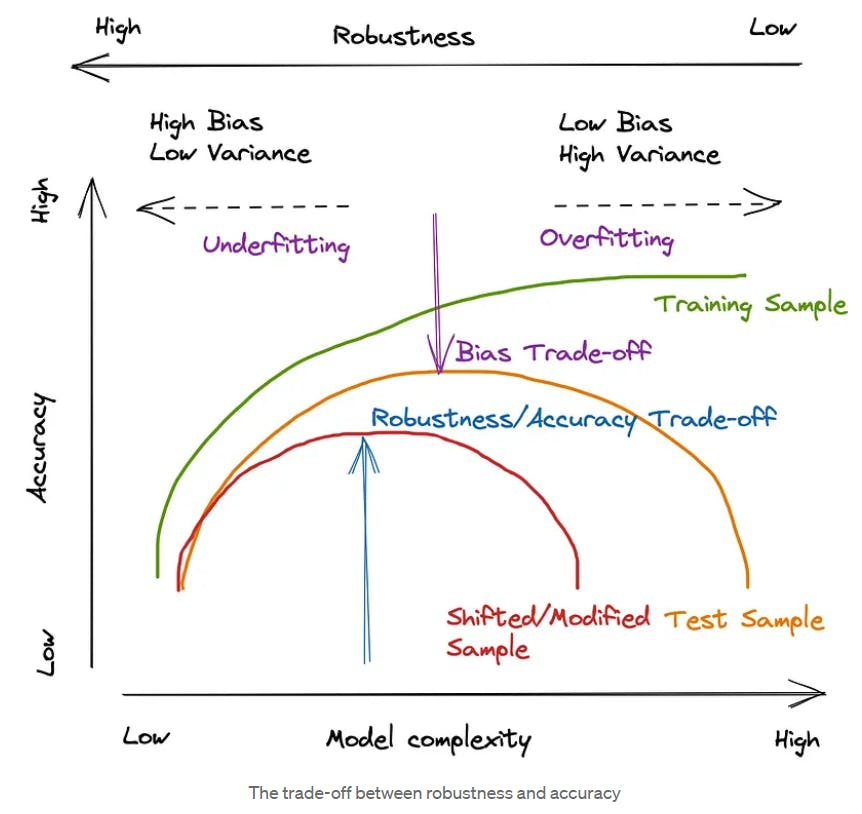 High
Robustness
Low
High Bias
Low Variance
Low Bias
High Variance
High
Underfitting
Overfitting
Training Sample
Bias Trade-off
Robustness/Accuracy Trade-off
Accuracy
Shifted/Modified
Sample
Test Sample
Low
Low
Model complexity
High
The trade-off between robustness and accuracy